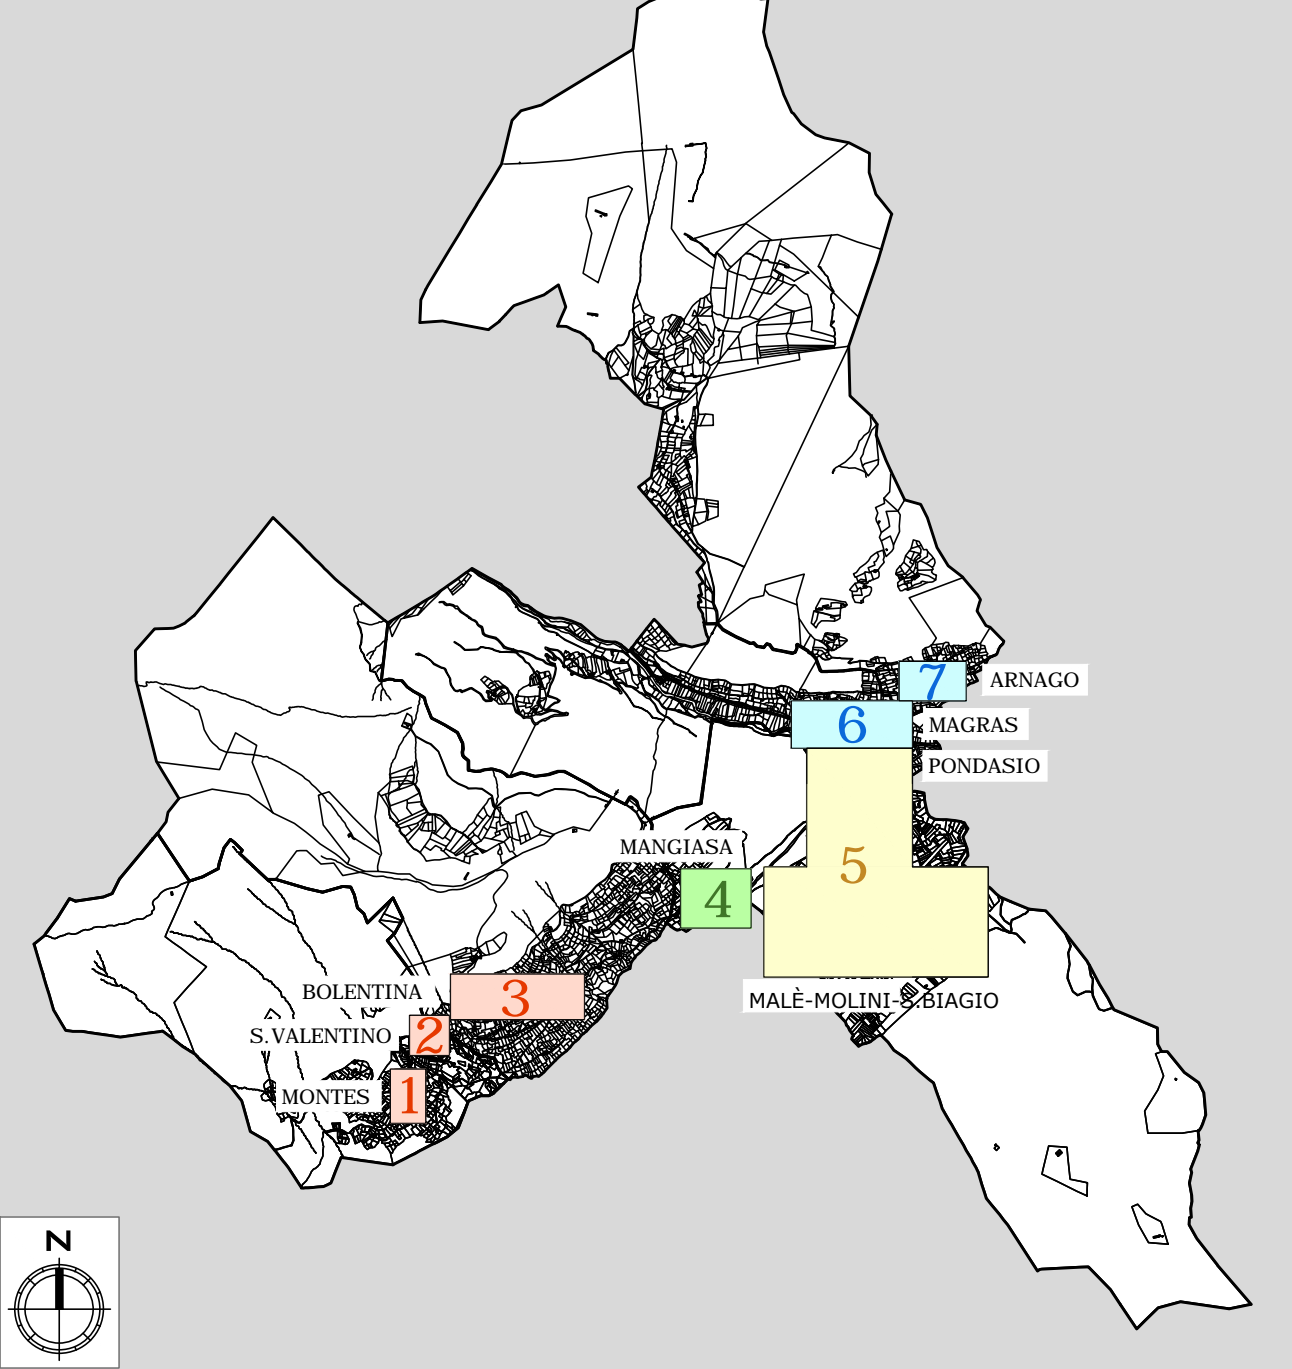 7
ARNAGO
6
MAGRAS
PONDASIO
MANGIASA
5
4
BOLENTINA
3
MALÈ-MOLINI-S.BIAGIO
S.VALENTINO
2
MONTES
1
N